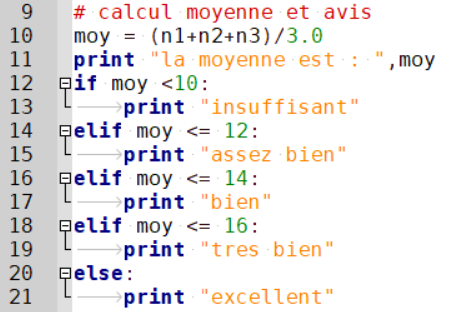 9 # calcul moyenne et avis
10 moy = (n1+n2+n3)/3.0
11 print "la moyenne est : ",moy
12 if moy <10:
13 print "insuffisant"
14 elif moy <= 12:
15 print "assez bien"
16 elif moy <= 14:
17 print "bien"
18 elif moy <= 16:
19 print "tres bien"
20 else:
21 print "excellent"